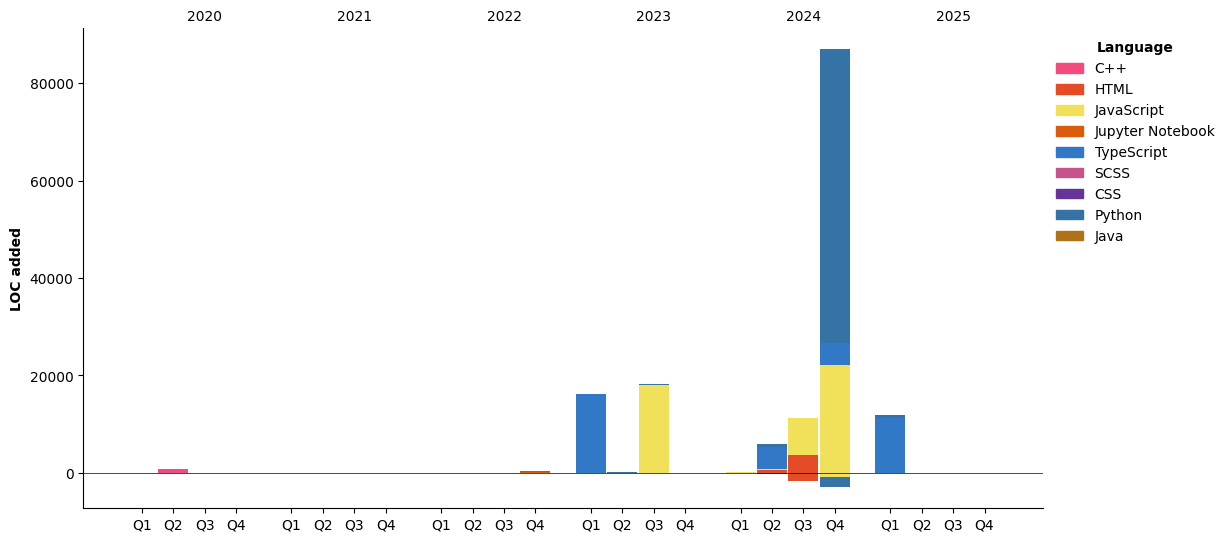 2020 2021 2022 2023 2024 2025
Language
C++
HTML
JavaScript
Jupyter Notebook
TypeScript
SCSS
CSS
Python
Java
LOC added
80000
60000
40000
20000
0
Q1 Q2 Q3 Q4 Q1 Q2 Q3 Q4 Q1 Q2 Q3 Q4 Q1 Q2 Q3 Q4 Q1 Q2 Q3 Q4 Q1 Q2 Q3 Q4